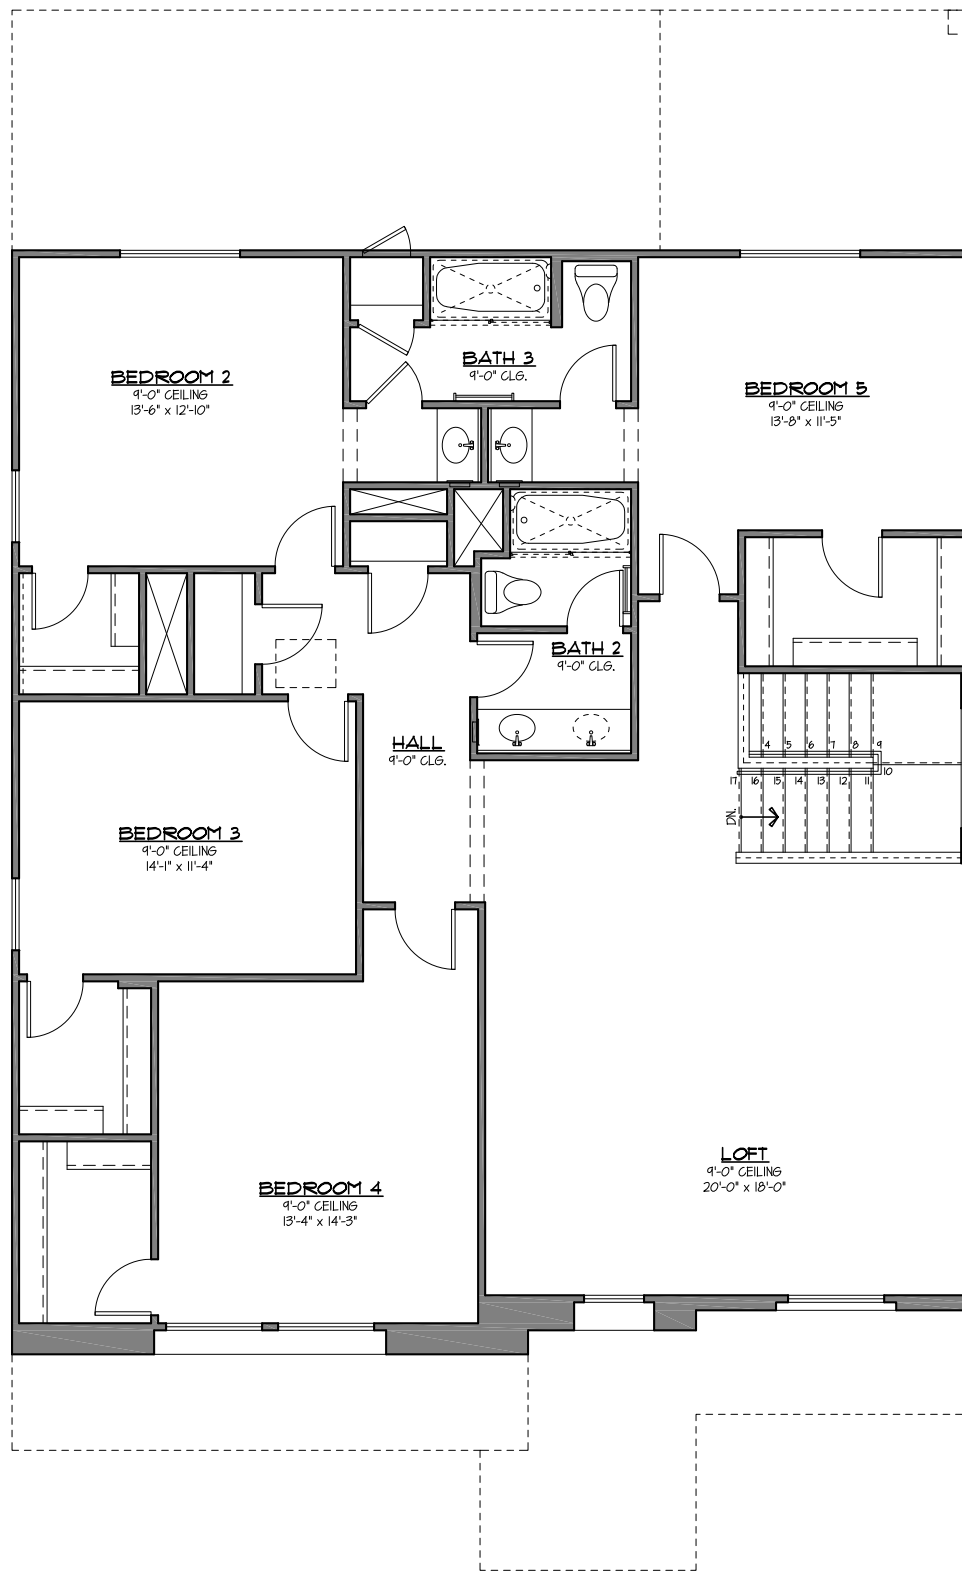 BATH 3
9'-0" CLG.
BEDROOM 2
9'-0" CEILING
13'-6" x 12'-10"
BEDROOM 5
9'-0" CEILING
13'-8" x 11'-5"
BATH 2
9'-0" CLG.
HALL
9'-0" CLG.
4 5 6 7 8 9
10
17 16 15 14 13 12 11
DN.
BEDROOM 3
9'-0" CEILING
14'-1" x 11'-4"
LOFT
9'-0" CEILING
20'-0" x 18'-0"
BEDROOM 4
9'-0" CEILING
13'-4" x 14'-3"